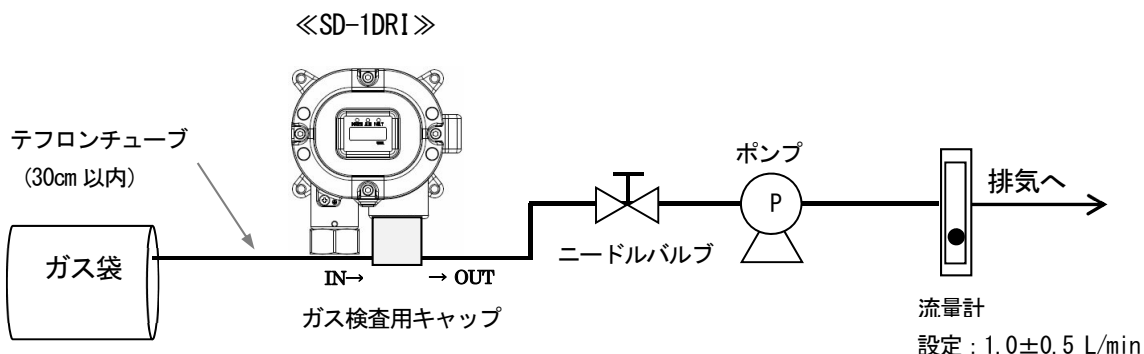 ≪SD-1DRI≫
テフロンチューブ
(30cm 以内)
ガス袋
IN→
→ OUT
ガス検査用キャップ
ニードルバルブ
ポンプ
P
排気へ
流量計
設定：1.0±0.5 L/min